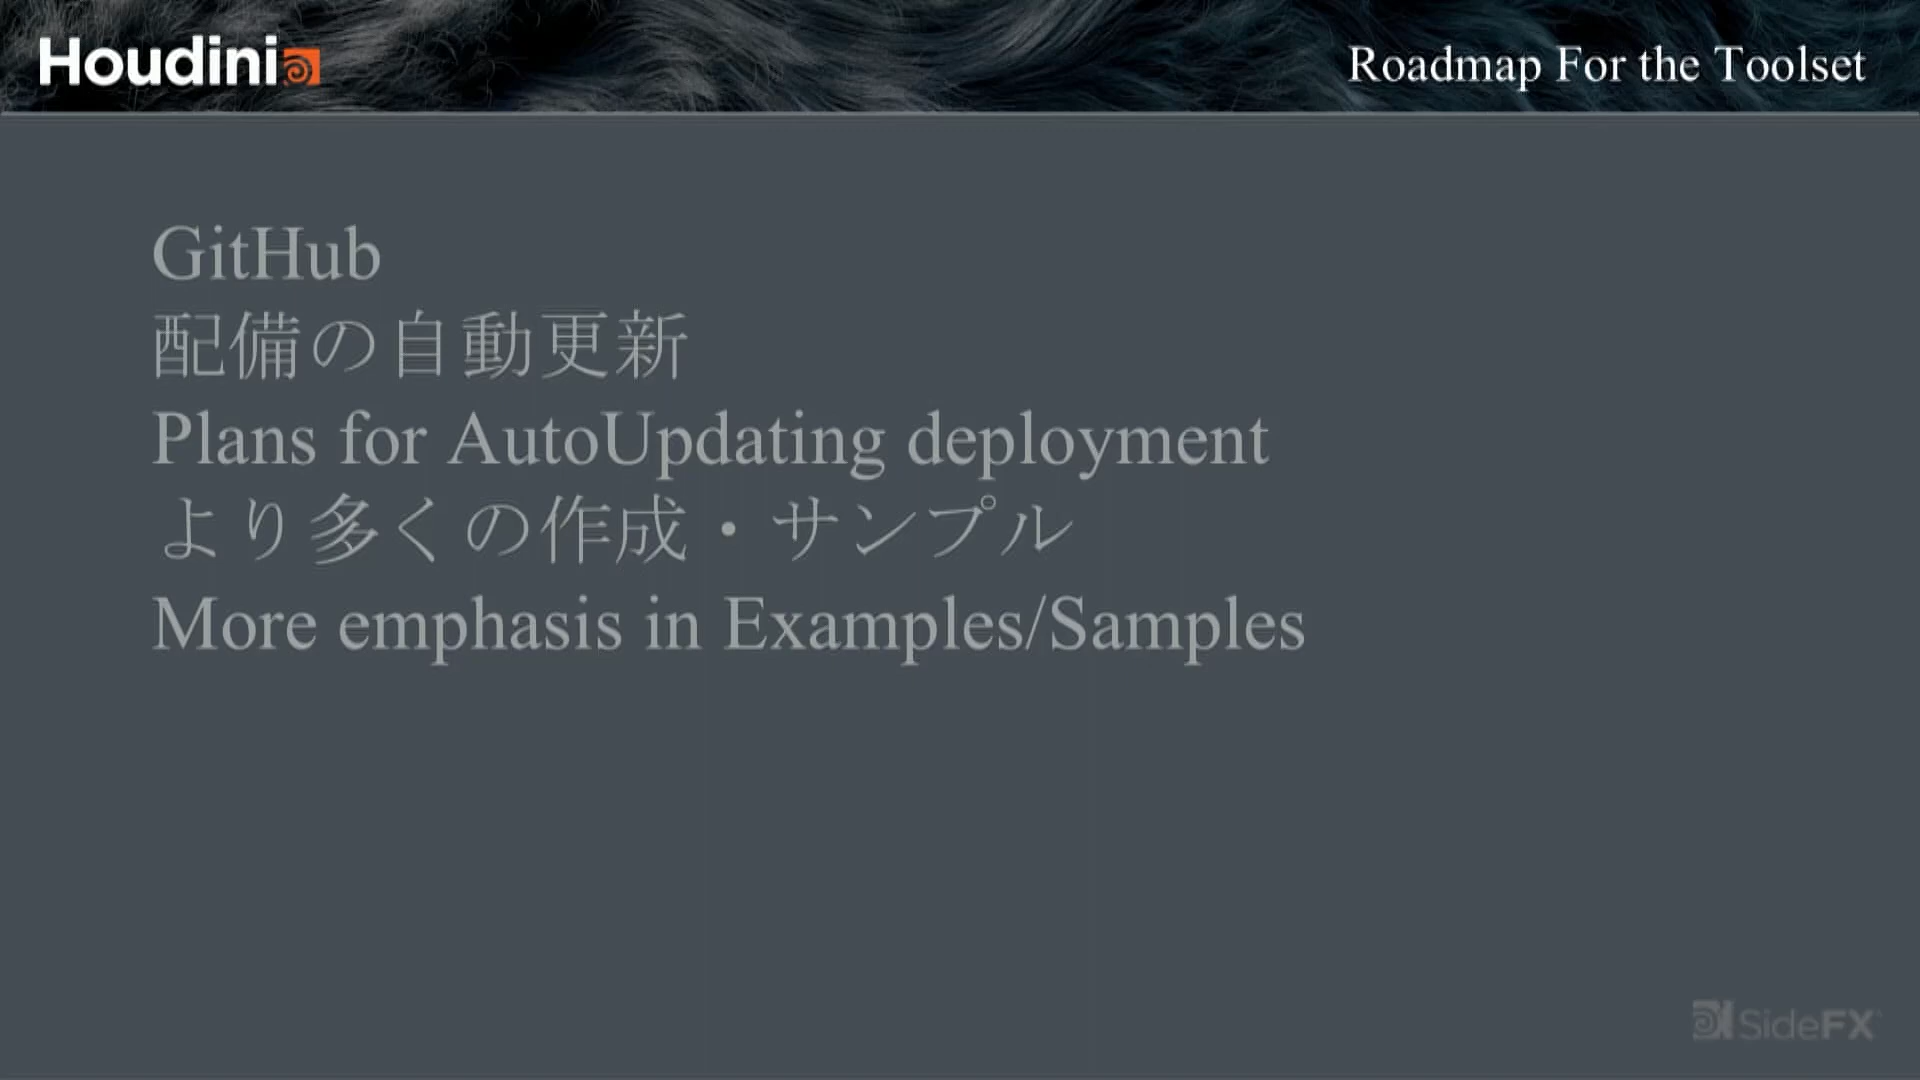 Houdini
Roadmap For the Toolset
GitHub
配備の自動更新
Plans for AutoUpdating deployment
より多くの作成・サンプル
More emphasis in Examples/Samples
SideFX